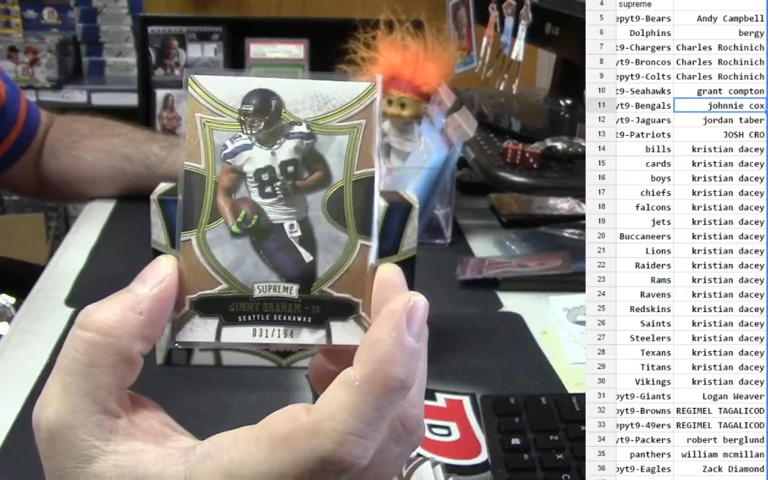 88
SUPREME
JIMMY GRAHAM - TE
SEATTLE SEAHAWKS
031/194
4 supreme
5 epyt9-Bears Andy Campbell
6 Dolphins bergy
7 t9-Chargers Charles Rochinich
8 yt9-Broncos Charles Rochinich
9 epyt9-Colts Charles Rochinich
10 9-Seahawks grant compton
11 yt9-Bengals johnnie cox
12 yt9-Jaguars jordan taber
13 t9-Patriots JOSH CRO
14 bills kristian dacey
15 cards kristian dacey
16 boys kristian dacey
17 chiefs kristian dacey
18 falcons kristian dacey
19 jets kristian dacey
20 Buccaneers kristian dacey
21 Lions kristian dacey
22 Raiders kristian dacey
23 Rams kristian dacey
24 Ravens kristian dacey
25 Redskins kristian dacey
26 Saints kristian dacey
27 Steelers kristian dacey
28 Texans kristian dacey
29 Titans kristian dacey
30 Vikings kristian dacey
31 pyt9-Giants Logan Weaver
32 pyt9-Browns REGIMEL TAGALICOD
33 epyt9-49ers REGIMEL TAGALICOD
34 yt9-Packers robert berglund
35 panthers william mcmillan
36 pyt9-Eagles Zack Diamond